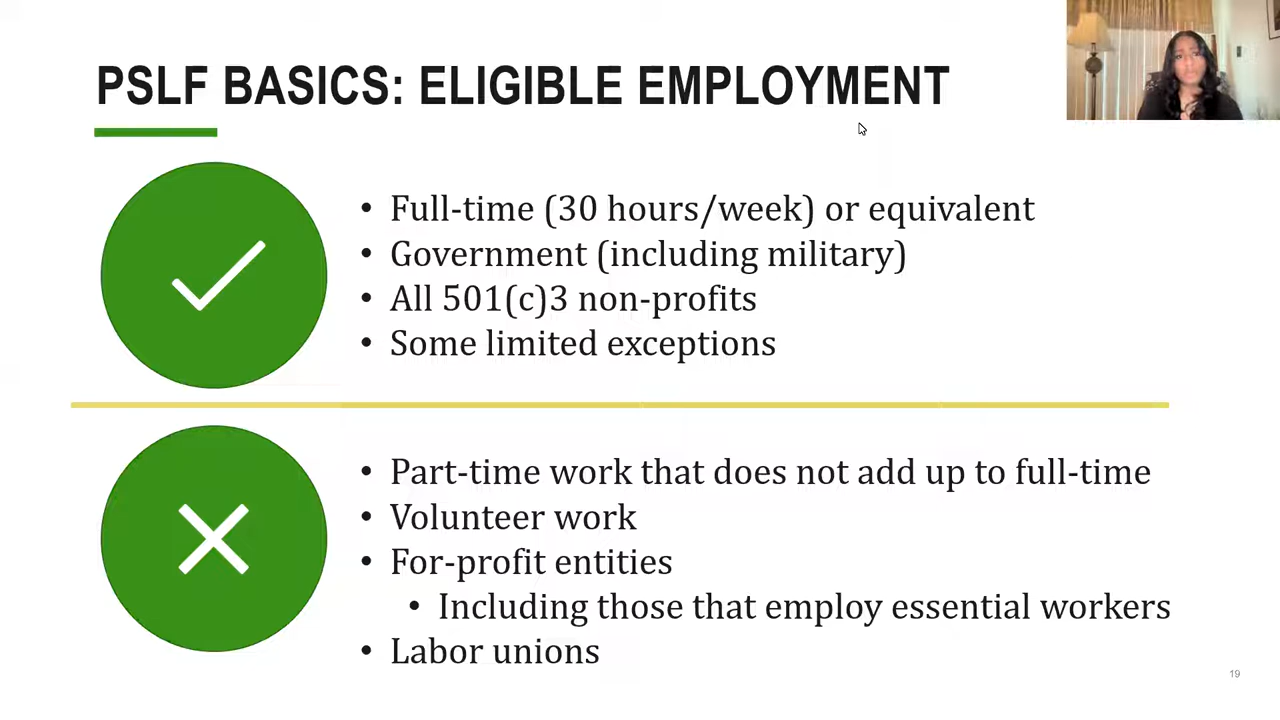 PSLF BASICS: ELIGIBLE EMPLOYMENT
• Full-time (30 hours/week) or equivalent
• Government (including military)
• All 501(c)3 non-profits
• Some limited exceptions
• Part-time work that does not add up to full-time
• Volunteer work
• For-profit entities
• Including those that employ essential workers
• Labor unions
19